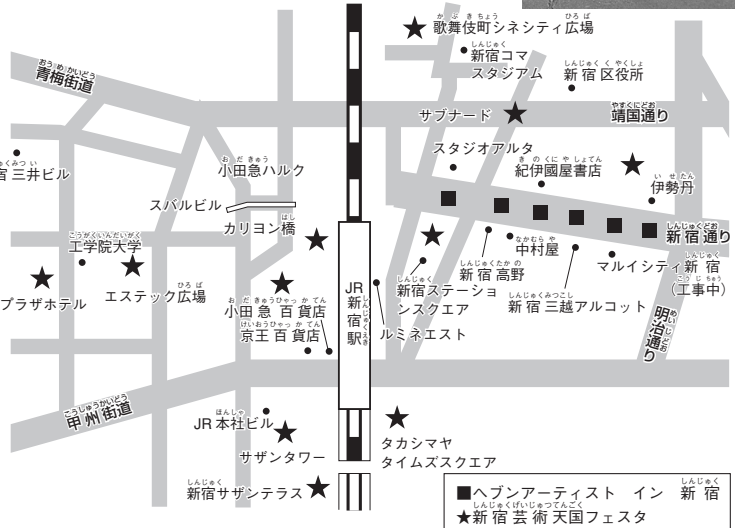 歌舞伎町シネシティ広場
新宿コマ
スタジアム
新宿区役所
青梅街道
サブナード
靖国通り
スタジオアルタ
紀伊國屋書店
伊勢丹
宿三井ビル
小田急ハルク
スバルビル
カリヨン橋
新宿通り
工学院大学
中村屋
新宿高野
マルイシティ新宿
（工事中）
エステック広場
プラザホテル
新宿ステーショ
ンスクエア
新宿三越アルコット
小田急百貨店
京王百貨店
JR新宿駅
ルミネエスト
明治通り
甲州街道
JR本社ビル
サザンタワー
タカシマヤ
タイムズスクエア
新宿サザンテラス
■ヘブンアーティスト イン 新宿
★新宿芸術天国フェスタ